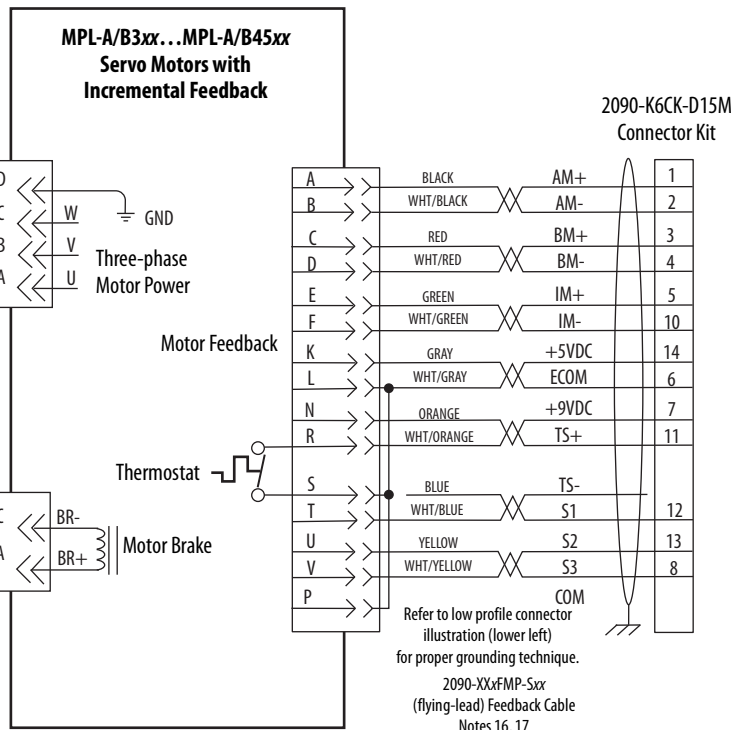 MPL-A/B3xx…MPL-A/B45xx
Servo Motors with
Incremental Feedback
2090-K6CK-D15M
Connector Kit
D
C W
B V
A U
GND
Three-phase
Motor Power
Motor Feedback
Thermostat
C BR-
A BR+
Motor Brake
A BLACK AM+ 1
B WHT/BLACK AM- 2
C RED BM+ 3
D WHT/RED BM- 4
E GREEN IM+ 5
F WHT/GREEN IM- 10
K GRAY +5VDC 14
L WHT/GRAY ECOM 6
N ORANGE +9VDC 7
R WHT/ORANGE TS+ 11
S BLUE TS-
T WHT/BLUE S1 12
U YELLOW S2 13
V WHT/YELLOW S3 8
P COM
Refer to low profile connector
illustration (lower left)
for proper grounding technique.
2090-XXxFMP-Sxx
(flying-lead) Feedback Cable
Notes 16, 17